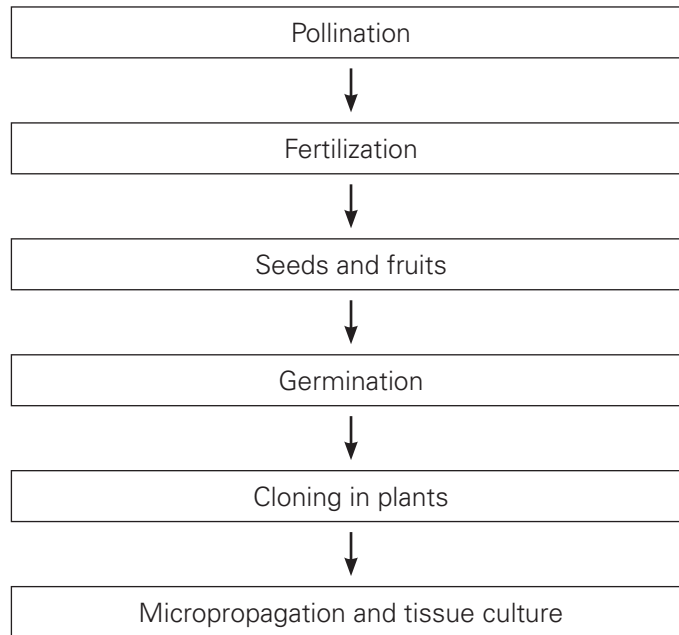 Pollination
Fertilization
Seeds and fruits
Germination
Cloning in plants
Micropropagation and tissue culture